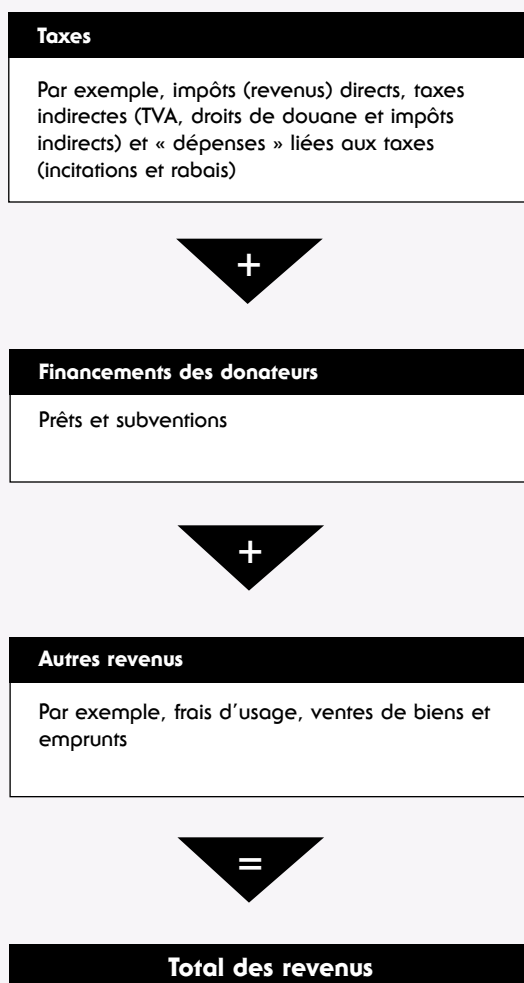 Taxes
Par exemple, impôts (revenus) directs, taxes
indirectes (TVA, droits de douane et impôts
indirects) et « dépenses » liées aux taxes
(incitations et rabais)
+
Financements des donateurs
Prêts et subventions
+
Autres revenus
Par exemple, frais d’usage, ventes de biens et
emprunts
=
Total des revenus